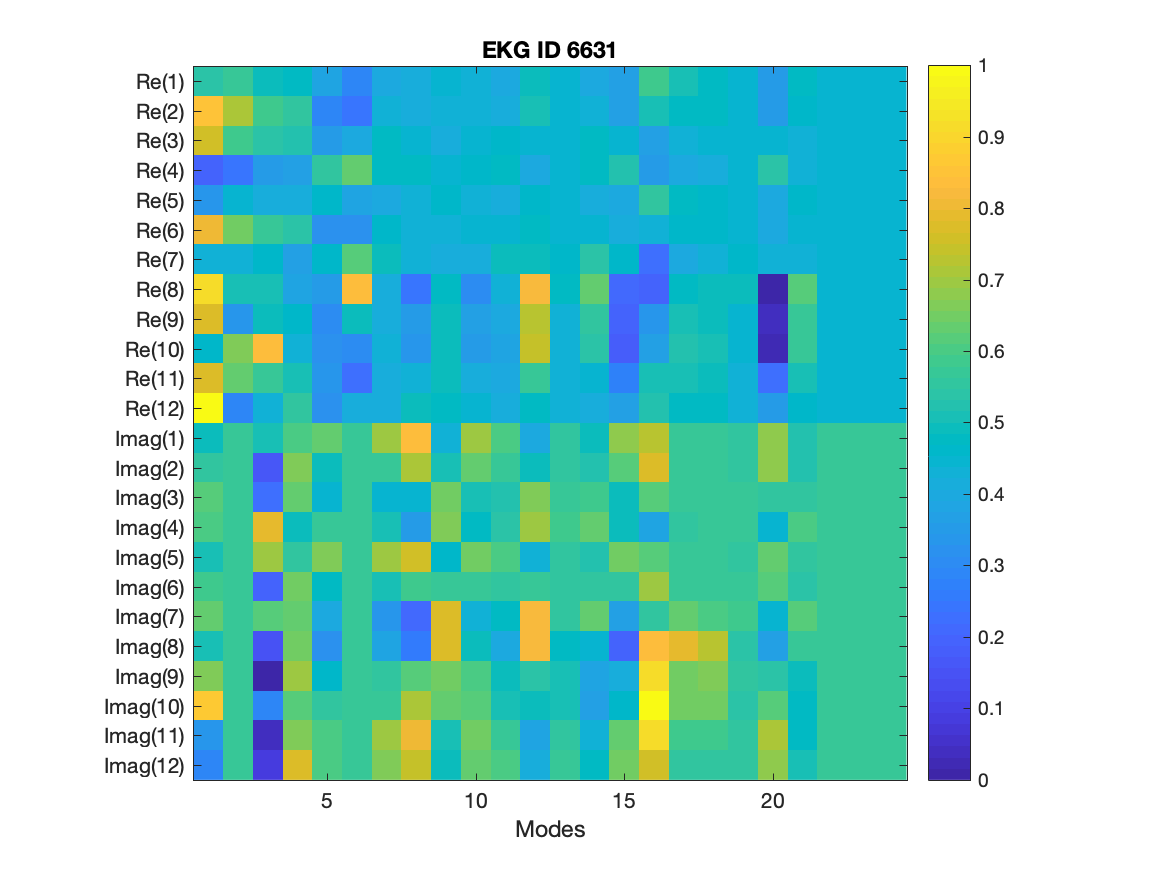 EKG ID 6631
Re(1)
Re(2)
Re(3)
Re(4)
Re(5)
Re(6)
Re(7)
Re(8)
Re(9)
Re(10)
Re(11)
Re(12)
Imag(1)
Imag(2)
Imag(3)
Imag(4)
Imag(5)
Imag(6)
Imag(7)
Imag(8)
Imag(9)
Imag(10)
Imag(11)
Imag(12)
5 10 15 20
Modes
1
0.9
0.8
0.7
0.6
0.5
0.4
0.3
0.2
0.1
0